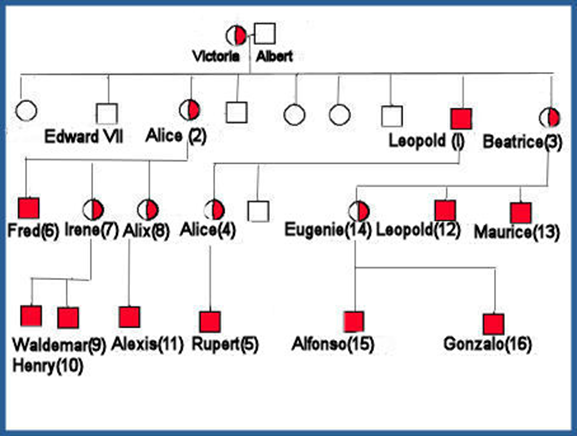 Victoria Albert
Edward VII Alice (2) Leopold (I) Beatrice(3)
Fred(6) Irene(7) Alix(8) Alice(4) Eugenie(14) Leopold(12) Maurice(13)
Waldemar(9) Alexis(11) Rupert(5) Alfonso(15) Gonzalo(16)
Henry(10)